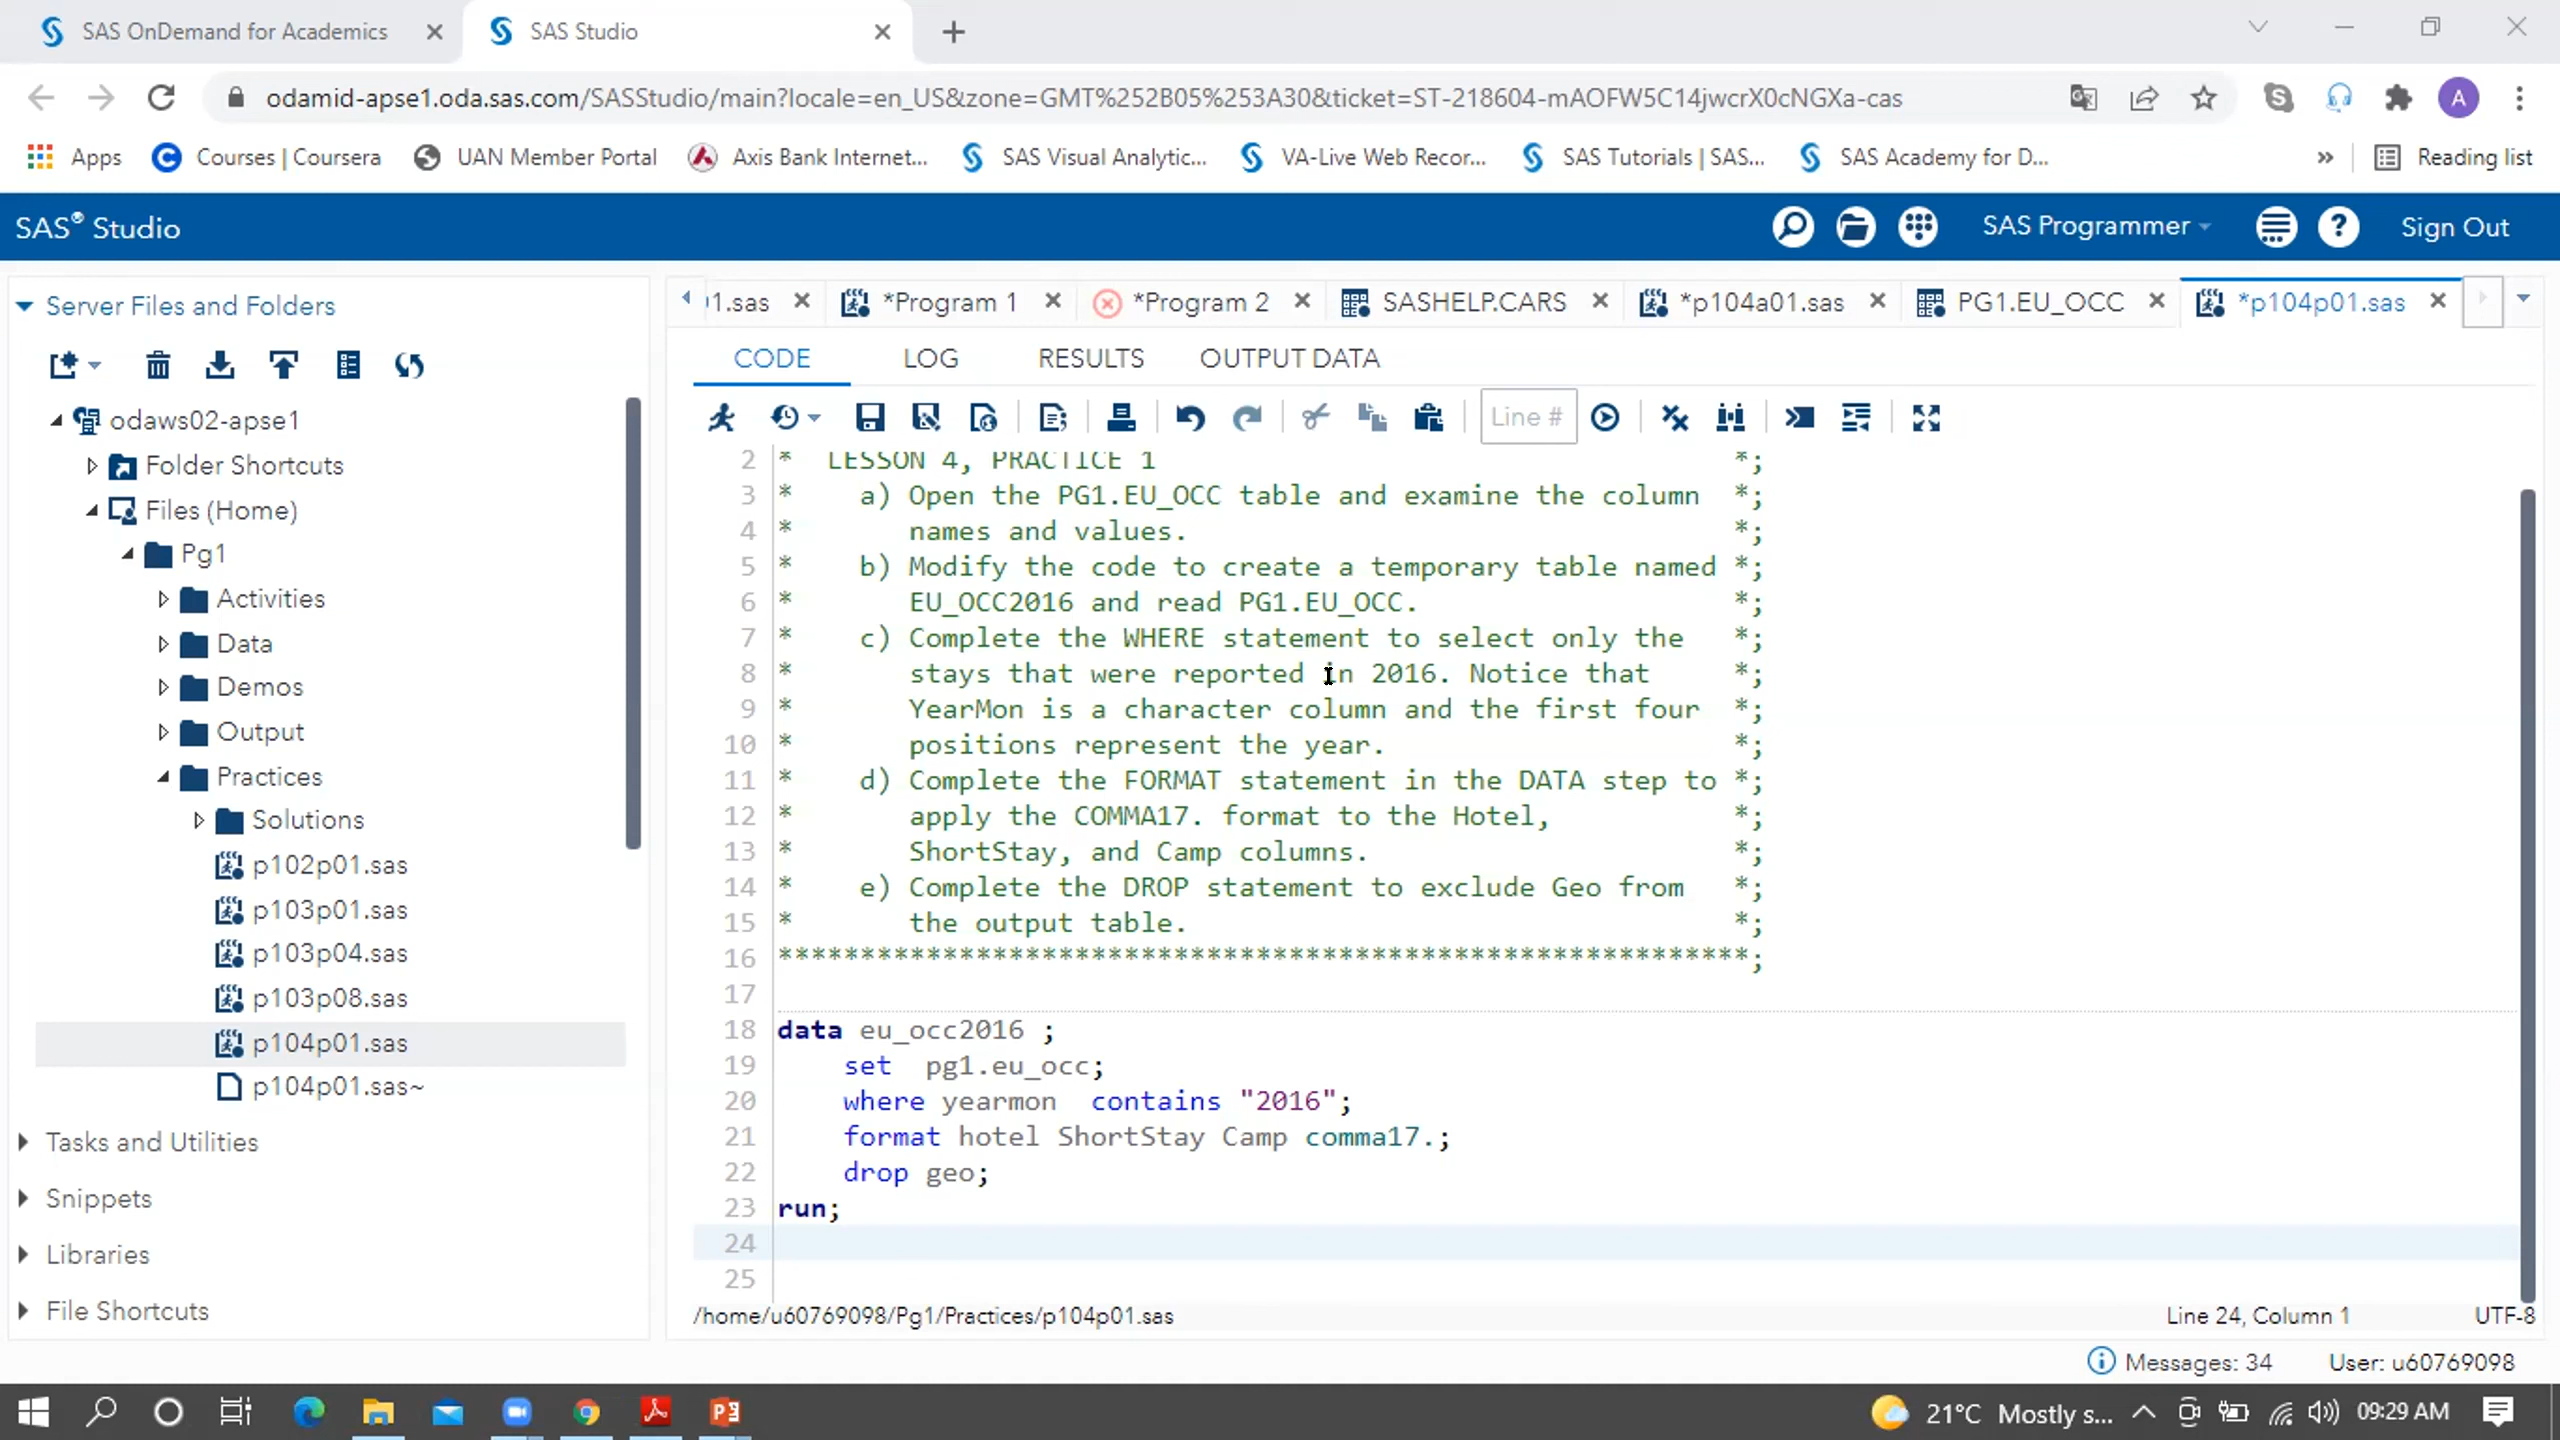 SAS OnDemand for Academics
SAS Studio
odamid-apse1.oda.sas.com/SASStudio/main?locale=en_US&zone=GMT%252B05%253A30&ticket=ST-218604-mAOFW5C14jwcrX0cNGXa-cas
A
Apps Courses | Coursera UAN Member Portal Axis Bank Internet... SAS Visual Analytic... VA-Live Web Recor... SAS Tutorials | SAS... SAS Academy for D... » Reading list
SAS® Studio
SAS Programmer
Sign Out
Server Files and Folders
odaws02-apse1
Folder Shortcuts
Files (Home)
Pg1
Activities
Data
Demos
Output
Practices
Solutions
p102p01.sas
p103p01.sas
p103p04.sas
p103p08.sas
p104p01.sas
p104p01.sas~
Tasks and Utilities
Snippets
Libraries
File Shortcuts
1.sas *Program 1 *Program 2 SASHELP.CARS *p104a01.sas PG1.EU_OCC *p104p01.sas
CODE LOG RESULTS OUTPUT DATA
Line #
2 * LESSON 4, PRACTICE 1 *;
3 * a) Open the PG1.EU_OCC table and examine the column *;
4 * names and values. *;
5 * b) Modify the code to create a temporary table named *;
6 * EU_OCC2016 and read PG1.EU_OCC. *;
7 * c) Complete the WHERE statement to select only the *;
8 * stays that were reported in 2016. Notice that *;
9 * YearMon is a character column and the first four *;
10 * positions represent the year. *;
11 * d) Complete the FORMAT statement in the DATA step to *;
12 * apply the COMMA17. format to the Hotel, *;
13 * ShortStay, and Camp columns. *;
14 * e) Complete the DROP statement to exclude Geo from *;
15 * the output table. *;
16 ***********************************************************;
17
18 data eu_occ2016 ;
19 set pg1.eu_occ;
20 where yearmon contains "2016";
21 format hotel ShortStay Camp comma17.;
22 drop geo;
23 run;
24
25
/home/u60769098/Pg1/Practices/p104p01.sas
Line 24, Column 1
UTF-8
Messages: 34
User: u60769098
21°C Mostly s...
09:29 AM